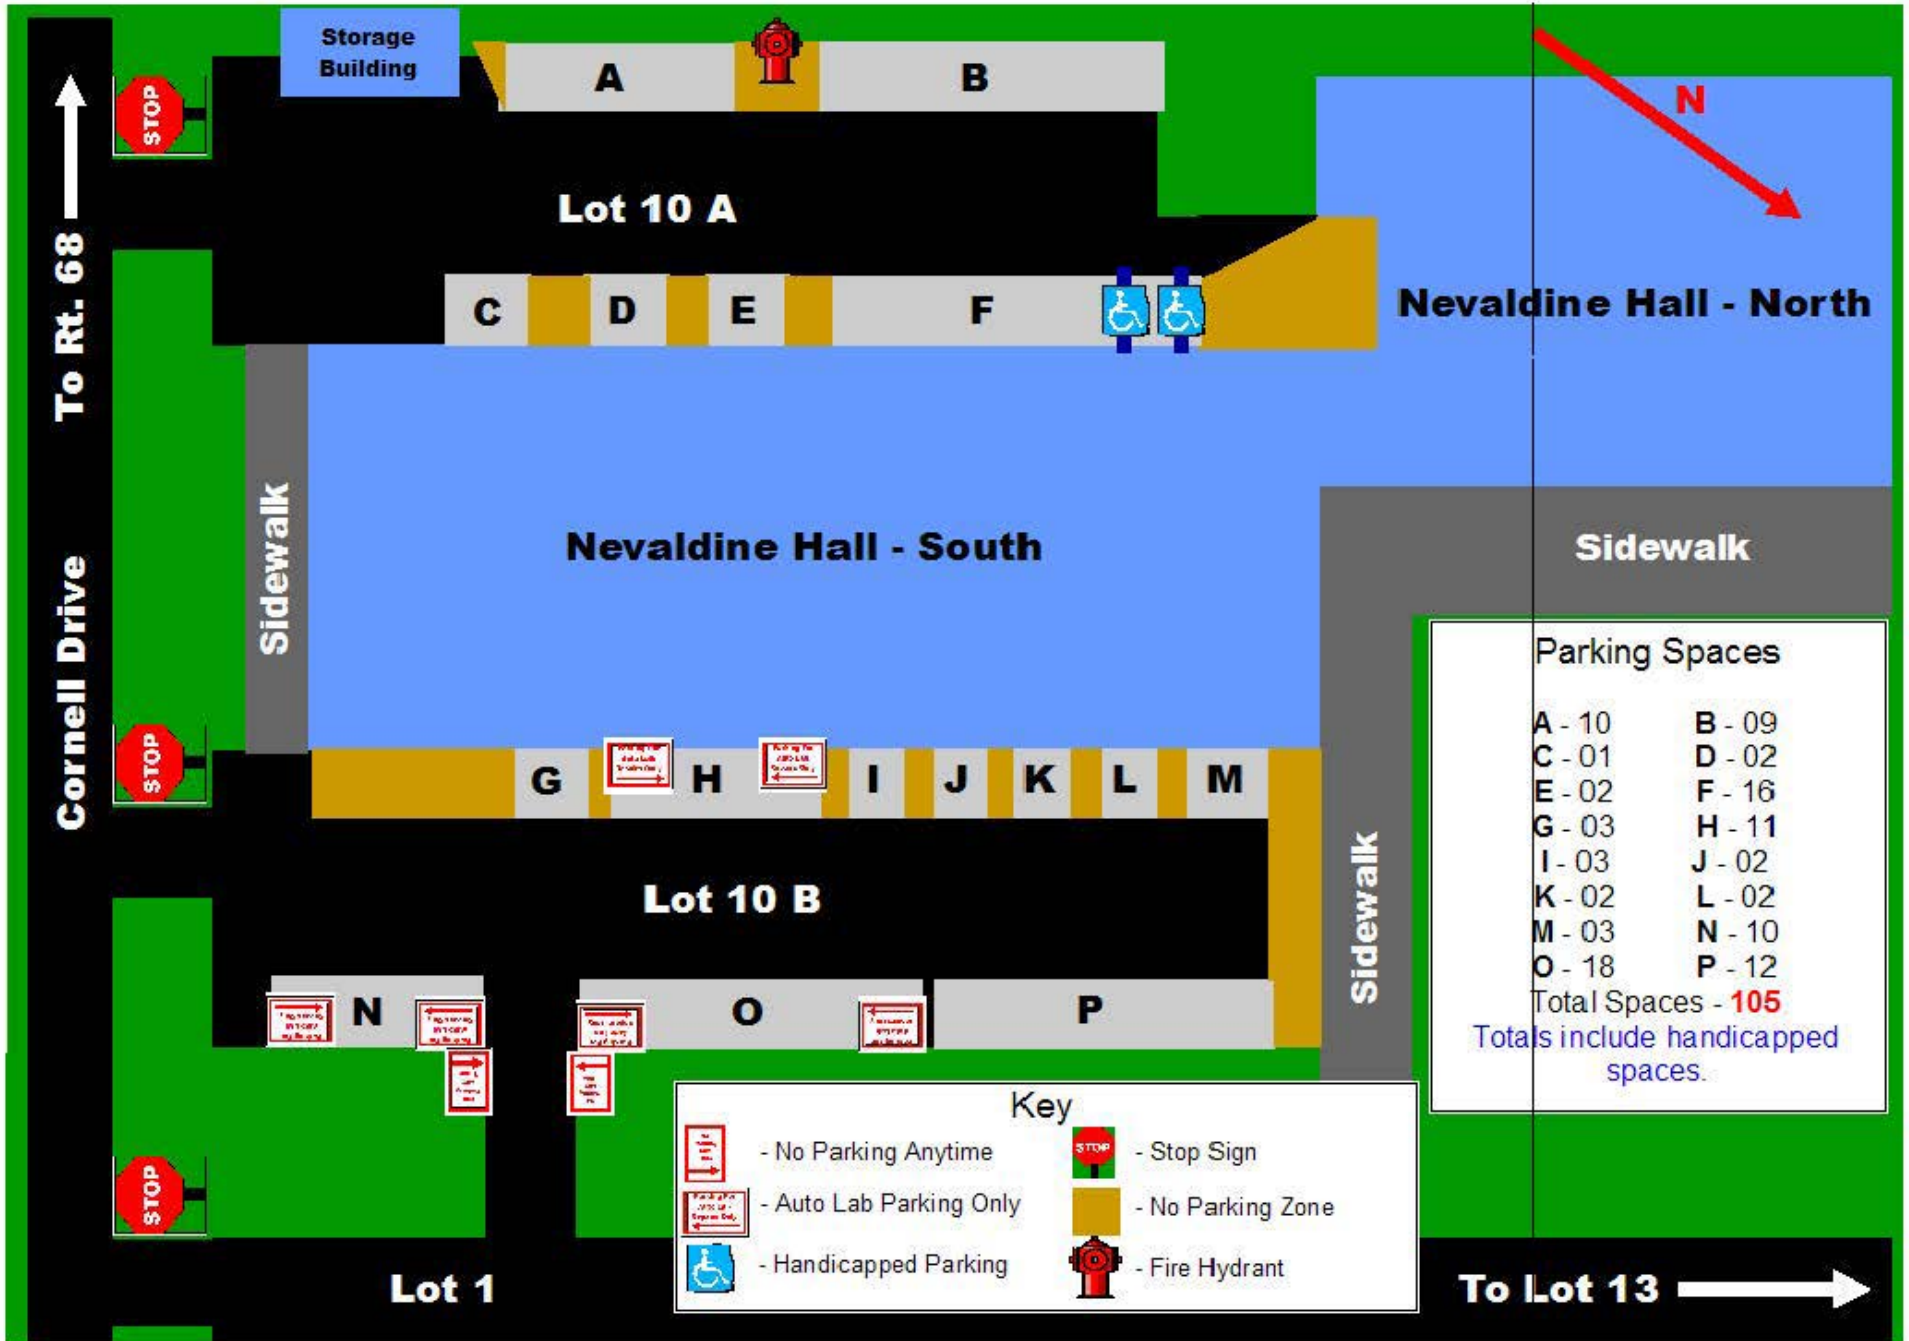 Storage
Building
A
B
N
STOP
Lot 10 A
To Rt. 68
C
D
E
F
Nevaldine Hall - North
Sidewalk
Nevaldine Hall - South
Sidewalk
Cornell Drive
STOP
G
H
I
J
K
L
M
Lot 10 B
Sidewalk
N
O
P
Parking Spaces
A - 10 B - 09
C - 01 D - 02
E - 02 F - 16
G - 03 H - 11
I - 03 J - 02
K - 02 L - 02
M - 03 N - 10
O - 18 P - 12
Total Spaces - 105
Totals include handicapped
spaces.
Key
- No Parking Anytime
STOP
- Stop Sign
- Auto Lab Parking Only
- No Parking Zone
- Handicapped Parking
- Fire Hydrant
STOP
Lot 1
To Lot 13